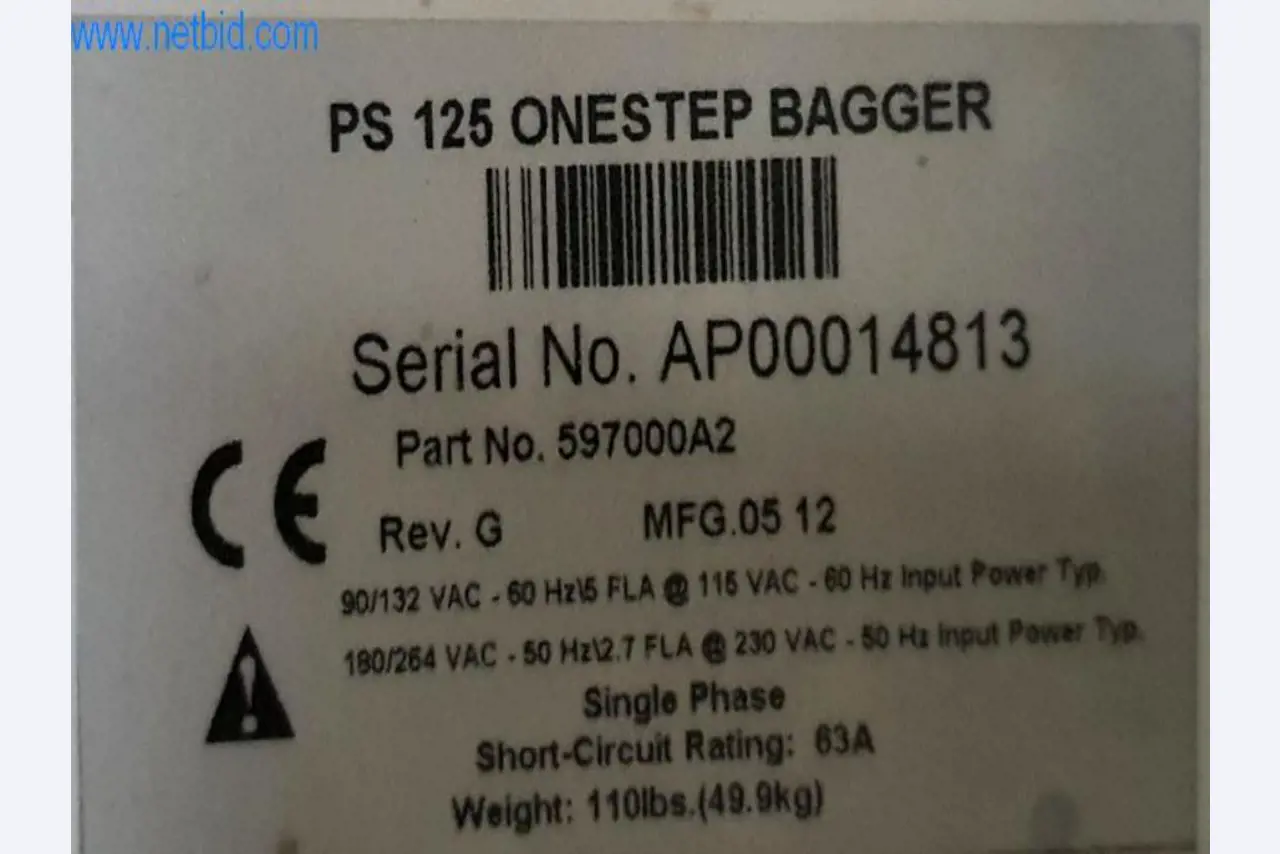 www.netbid.com
PS 125 ONESTEP BAGGER
Serial No. AP00014813
Part No. 597000A2
Rev. G MFG.05 12
90/132 VAC - 60 Hz\5 FLA @ 115 VAC - 60 Hz Input Power Typ.
180/264 VAC - 50 Hz\2.7 FLA @ 230 VAC - 50 Hz Input Power Typ.
Single Phase
Short-Circuit Rating: 63A
Weight: 110lbs.(49.9kg)